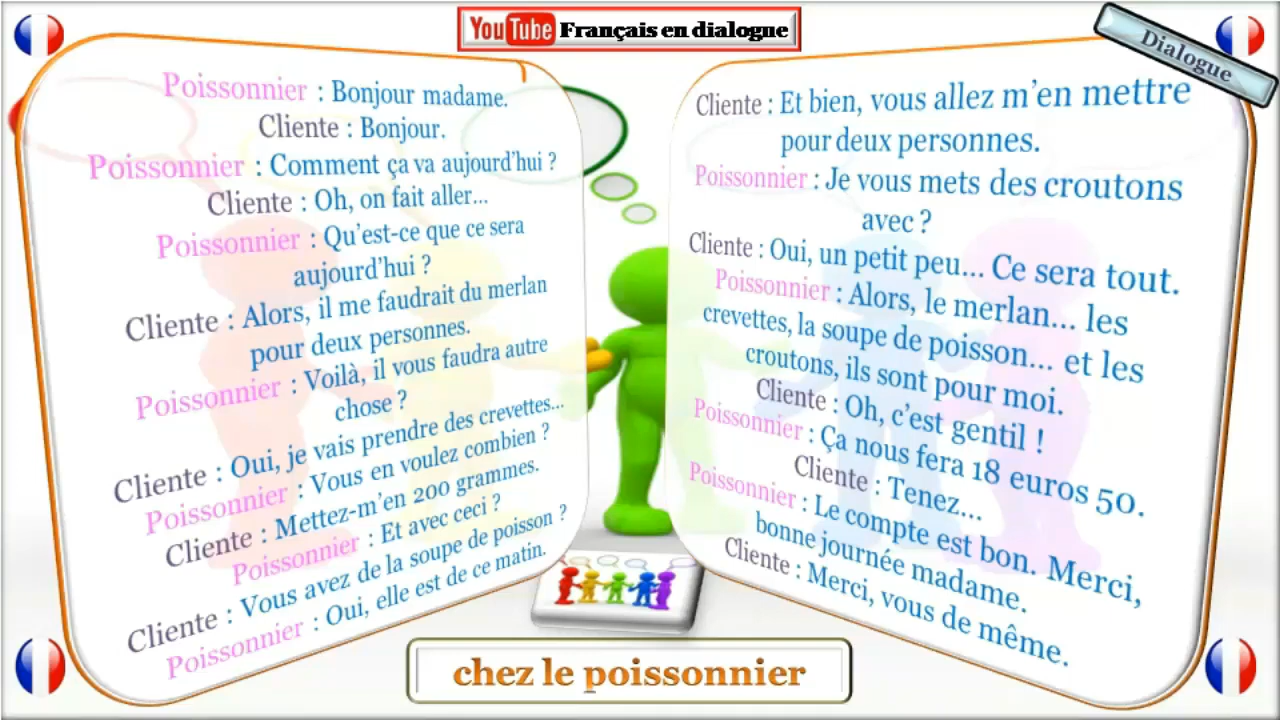 YouTube Français en dialogue
Dialogue
Poissonnier : Bonjour madame.
Cliente : Bonjour.
Poissonnier : Comment ça va aujourd'hui ?
Cliente : Oh, on fait aller...
Poissonnier : Qu'est-ce que ce sera
aujourd'hui ?
Cliente : Alors, il me faudrait du merlan
pour deux personnes.
Poissonnier : Voilà, il vous faudra autre
chose ?
Cliente : Oui, je vais prendre des crevettes...
Poissonnier : Vous en voulez combien ?
Cliente : Mettez-m'en 200 grammes.
Poissonnier : Et avec ceci ?
Cliente : Vous avez de la soupe de poisson ?
Poissonnier : Oui, elle est de ce matin.
Cliente : Et bien, vous allez m'en mettre
pour deux personnes.
Poissonnier : Je vous mets des croutons
avec ?
Cliente : Oui, un petit peu... Ce sera tout.
Poissonnier : Alors, le merlan... les
crevettes, la soupe de poisson... et les
croutons, ils sont pour moi.
Cliente : Oh, c'est gentil !
Poissonnier : Ça nous fera 18 euros 50.
Cliente : Tenez...
Poissonnier : Le compte est bon. Merci,
bonne journée madame.
Cliente : Merci, vous de même.
chez le poissonnier